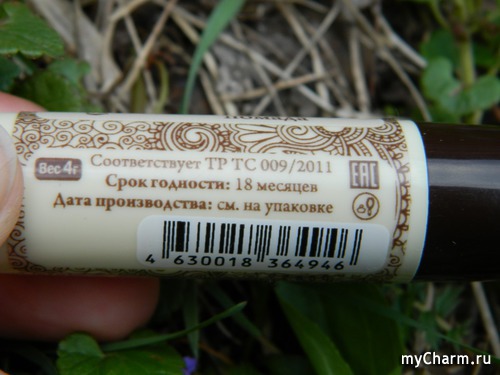 помада
Вес 4г
Соответствует ТР ТС 009/2011
Срок годности: 18 месяцев
Дата производства: см. на упаковке
EAC
4 630018 364946
myCharm.ru